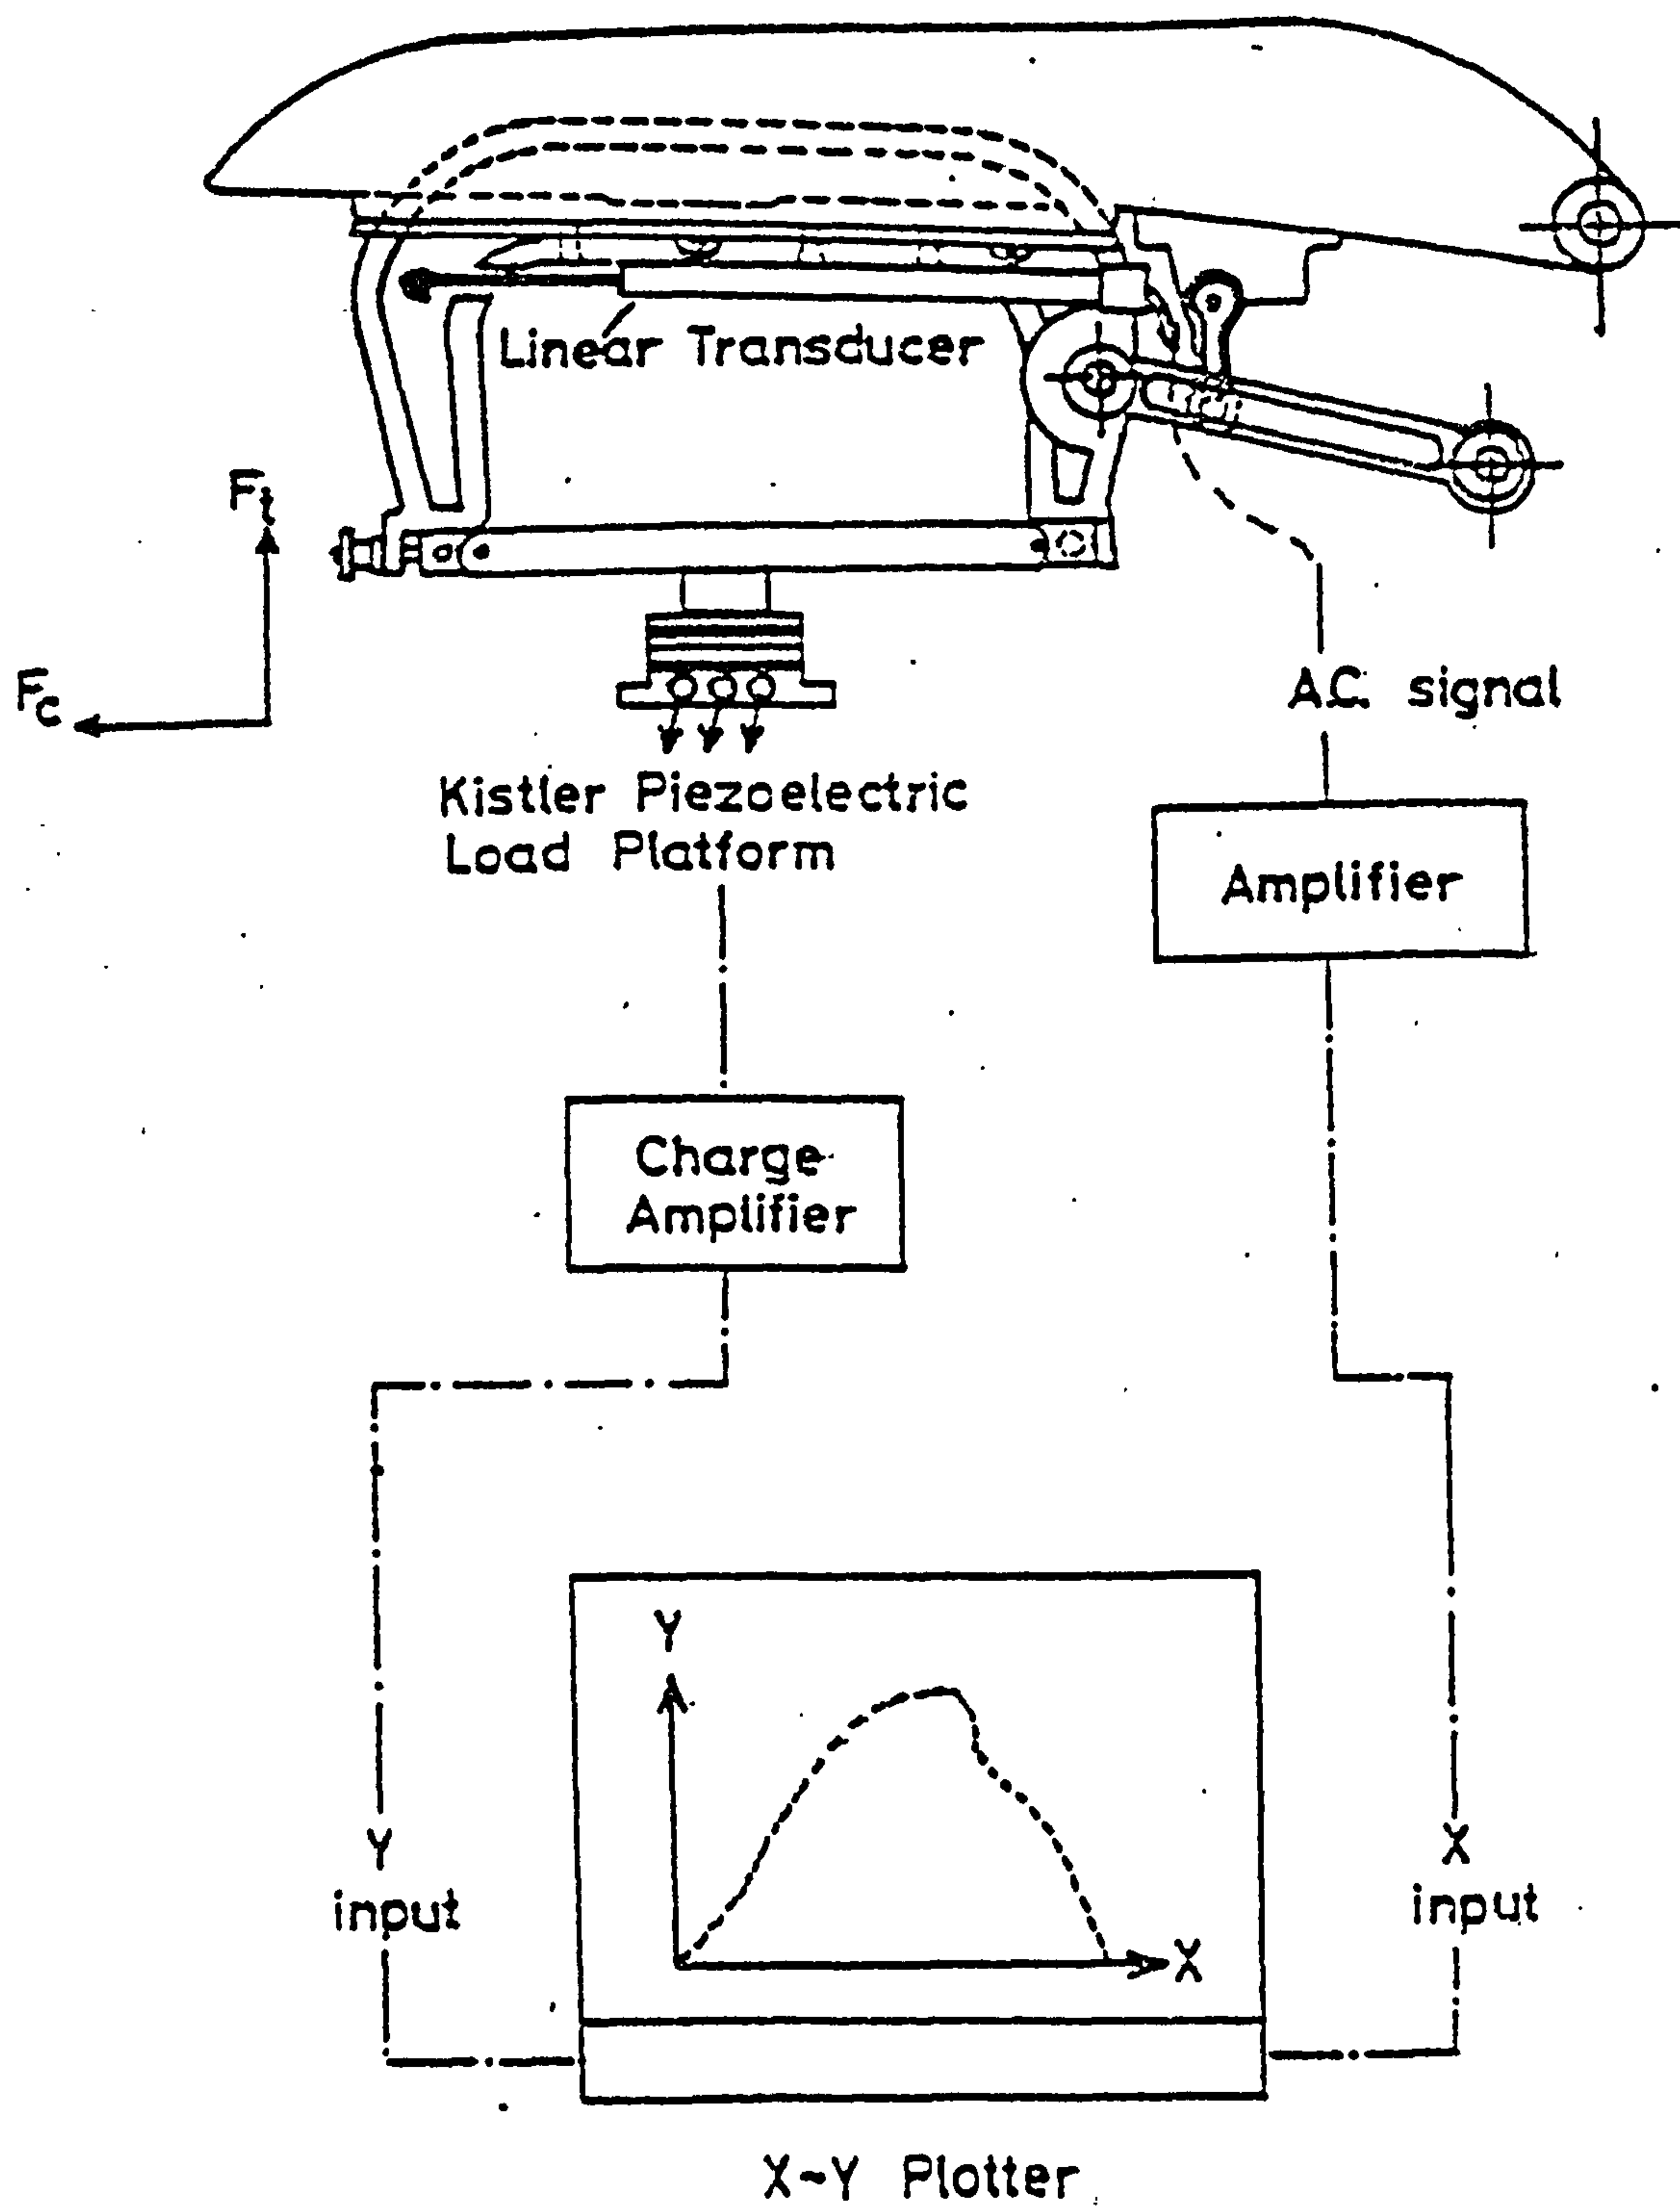 Linear Transducer
Ft
Fc
A.C. signal
Kistler Piezoelectric
Load Platform
Amplifier
Charge
Amplifier
Y
X
Y
input
X
input
X-Y Plotter